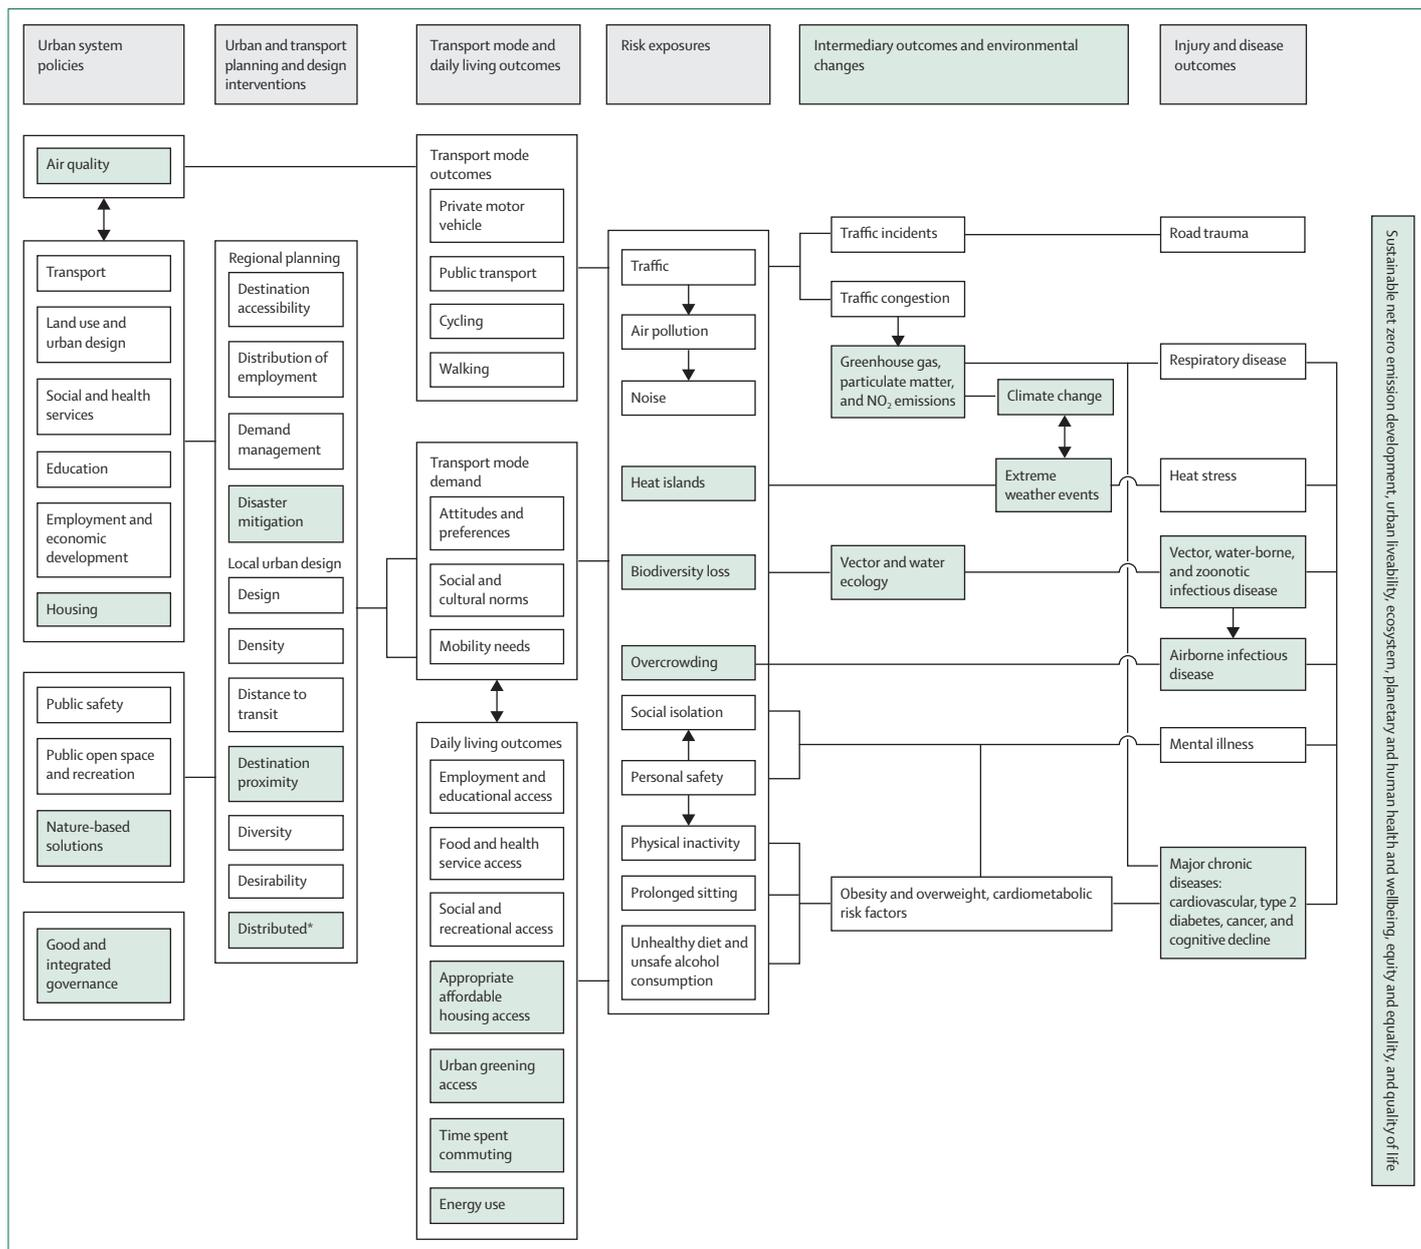 Urban system
policies
Urban and transport
planning and design
interventions
Transport mode and
daily living outcomes
Risk exposures
Intermediary outcomes and environmental
changes
Injury and disease
outcomes
Air quality
Transport
Land use and
urban design
Social and health
services
Education
Employment and
economic
development
Housing
Public safety
Public open space
and recreation
Nature-based
solutions
Good and
integrated
governance
Regional planning
Destination
accessibility
Distribution of
employment
Demand
management
Disaster
mitigation
Local urban design
Design
Density
Distance to
transit
Destination
proximity
Diversity
Desirability
Distributed*
Transport mode
outcomes
Private motor
vehicle
Public transport
Cycling
Walking
Transport mode
demand
Attitudes and
preferences
Social and
cultural norms
Mobility needs
Daily living outcomes
Employment and
educational access
Food and health
service access
Social and
recreational access
Appropriate
affordable
housing access
Urban greening
access
Time spent
commuting
Energy use
Traffic
Air pollution
Noise
Heat islands
Biodiversity loss
Overcrowding
Social isolation
Personal safety
Physical inactivity
Prolonged sitting
Unhealthy diet and
unsafe alcohol
consumption
Traffic incidents
Traffic congestion
Greenhouse gas,
particulate matter,
and NO₂ emissions
Climate change
Extreme
weather events
Vector and water
ecology
Obesity and overweight, cardiometabolic
risk factors
Road trauma
Respiratory disease
Heat stress
Vector, water-borne,
and zoonotic
infectious disease
Airborne infectious
disease
Mental illness
Major chronic
diseases:
cardiovascular, type 2
diabetes, cancer, and
cognitive decline
Sustainable net zero emission development, urban liveability, ecosystem, planetary and human health and wellbeing, equity and equality, and quality of life